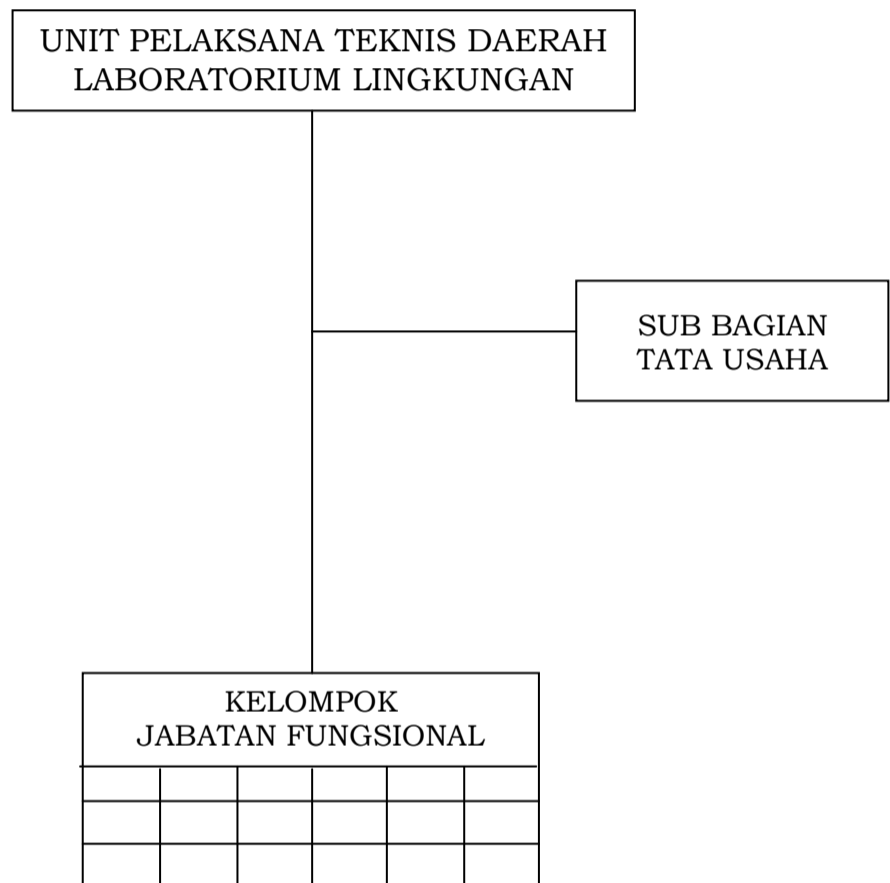 UNIT PELAKSANA TEKNIS DAERAH
LABORATORIUM LINGKUNGAN
SUB BAGIAN
TATA USAHA
KELOMPOK
JABATAN FUNGSIONAL